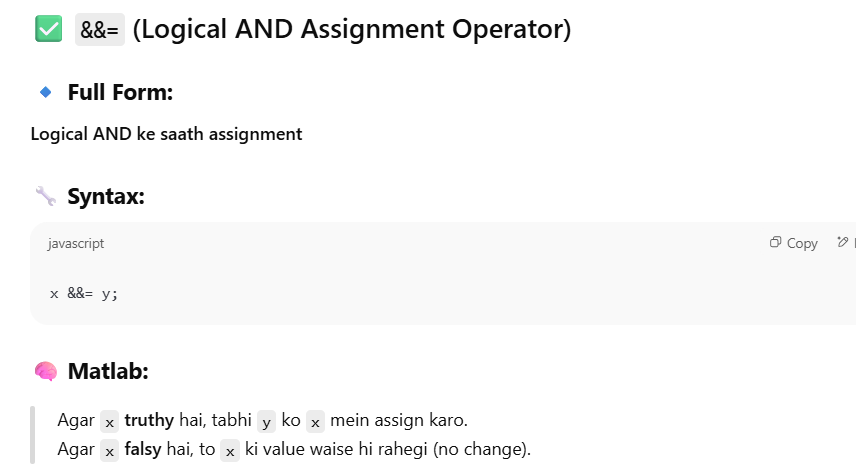 ✅ &&= (Logical AND Assignment Operator)
🔹 Full Form:
Logical AND ke saath assignment
🔧 Syntax:
javascript Copy
x &&= y;
🧠 Matlab:
Agar x truthy hai, tabhi y ko x mein assign karo.
Agar x falsy hai, to x ki value waise hi rahegi (no change).